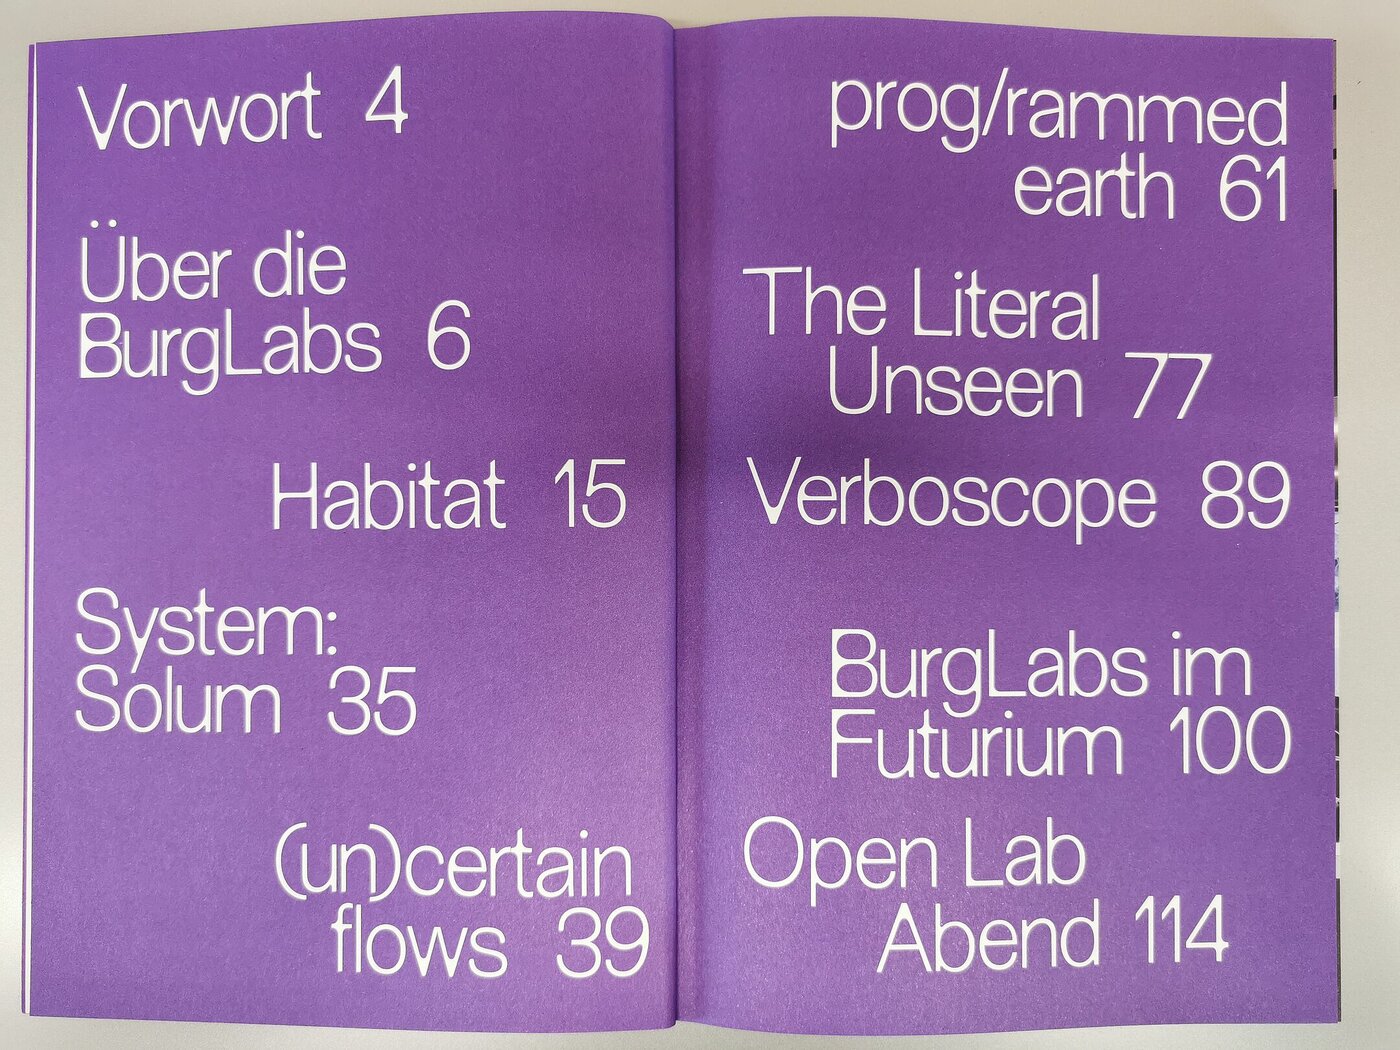 Vorwort 4
Über die
BurgLabs 6
Habitat 15
System:
Solum 35
(un)certain
flows 39
prog/rammed
earth 61
The Literal
Unseen 77
Verboscope 89
BurgLabs im
Futurium 100
Open Lab
Abend 114